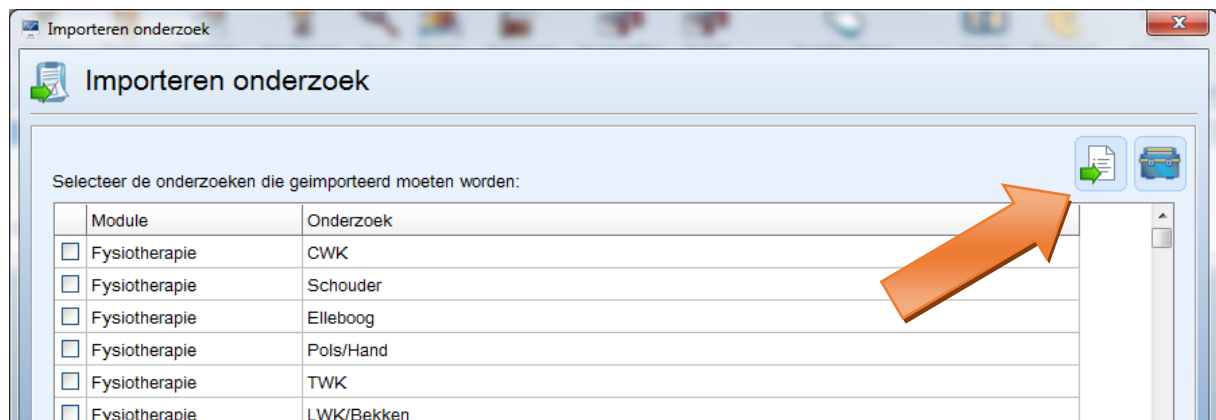 Importeren onderzoek
Importeren onderzoek
Selecteer de onderzoeken die geimporteerd moeten worden:
Module Onderzoek
Fysiotherapie CWK
Fysiotherapie Schouder
Fysiotherapie Elleboog
Fysiotherapie Pols/Hand
Fysiotherapie TWK
Fysiotherapie LWK/Bekken